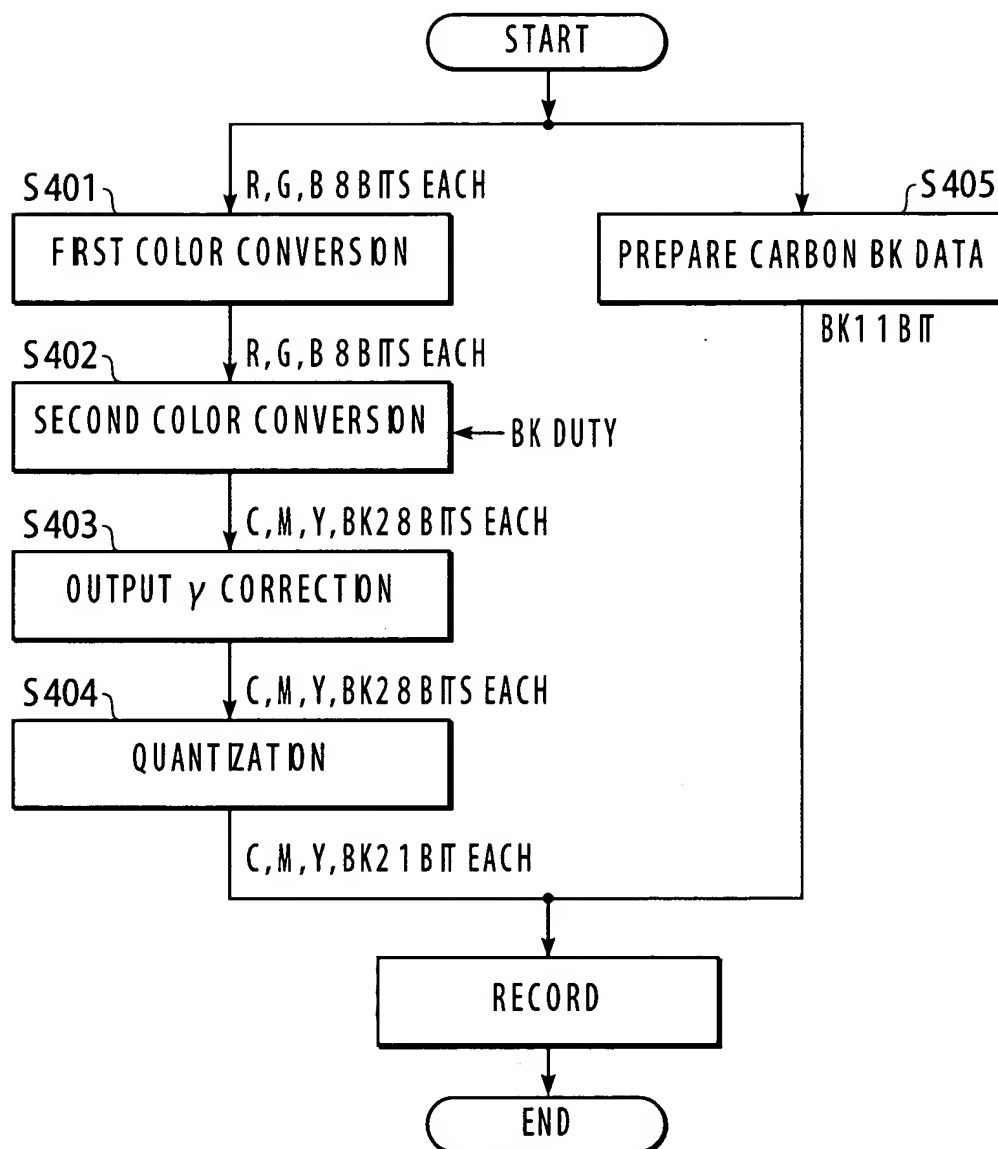 START
S401
R,G,B 8 BITS EACH
FIRST COLOR CONVERSION
S405
PREPARE CARBON BK DATA
BK1 1 BIT
S402
R,G,B 8 BITS EACH
SECOND COLOR CONVERSION
BK DUTY
S403
C,M,Y,BK2 8 BITS EACH
OUTPUT γ CORRECTION
S404
C,M,Y,BK2 8 BITS EACH
QUANTIZATION
C,M,Y,BK2 1 BIT EACH
RECORD
END